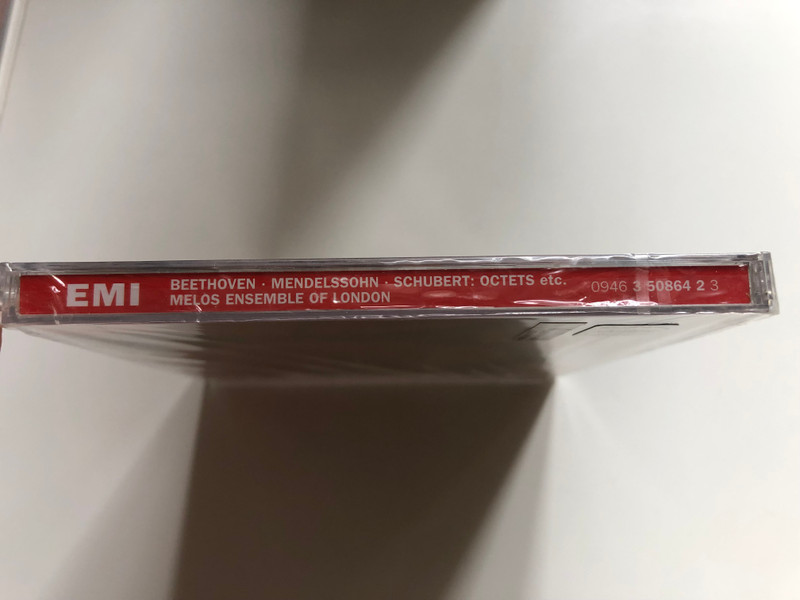 EMI
BEETHOVEN · MENDELSSOHN · SCHUBERT: OCTETS etc.
MELOS ENSEMBLE OF LONDON
0946 3 50864 2 3